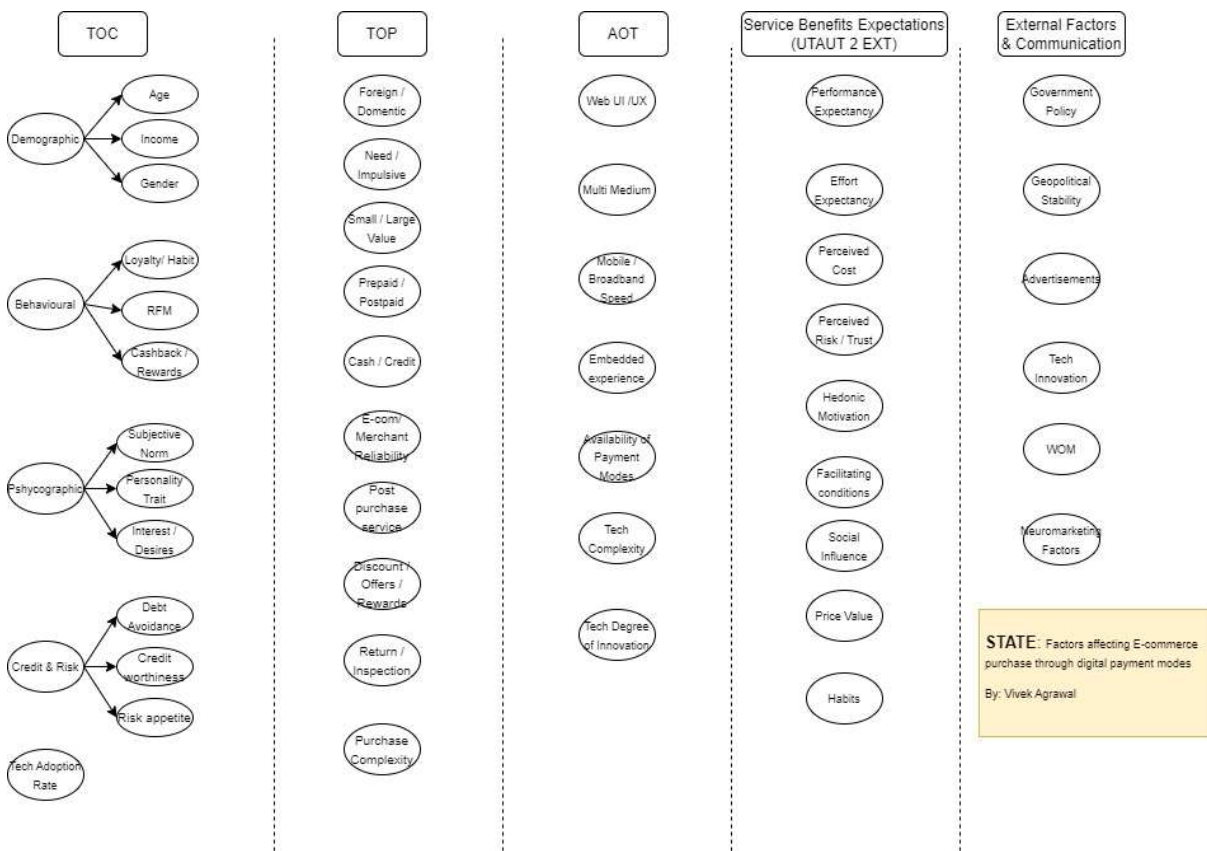 TOC
Demographic
Age
Income
Gender
Behavioural
Loyalty/ Habit
RFM
Cashback /
Rewards
Pshycographic
Subjective
Norm
Personality
Trait
Interest /
Desires
Credit & Risk
Debt
Avoidance
Credit
worthiness
Risk appetite
Tech Adoption
Rate
TOP
Foreign /
Domentic
Need /
Impulsive
Small / Large
Value
Prepaid /
Postpaid
Cash / Credit
E-com/
Merchant
Reliability
Post
purchase
service
Discount /
Offers /
Rewards
Return /
Inspection
Purchase
Complexity
AOT
Web UI /UX
Multi Medium
Mobile /
Broadband
Speed
Embedded
experience
Availability of
Payment
Modes
Tech
Complexity
Tech Degree
of Innovation
Service Benefits Expectations
(UTAUT 2 EXT)
Performance
Expectancy
Effort
Expectancy
Perceived
Cost
Perceived
Risk / Trust
Hedonic
Motivation
Facilitating
conditions
Social
Influence
Price Value
Habits
External Factors
& Communication
Government
Policy
Geopolitical
Stability
Advertisements
Tech
Innovation
WOM
Neuromarketing
Factors
STATE: Factors affecting E-commerce
purchase through digital payment modes
By: Vivek Agrawal